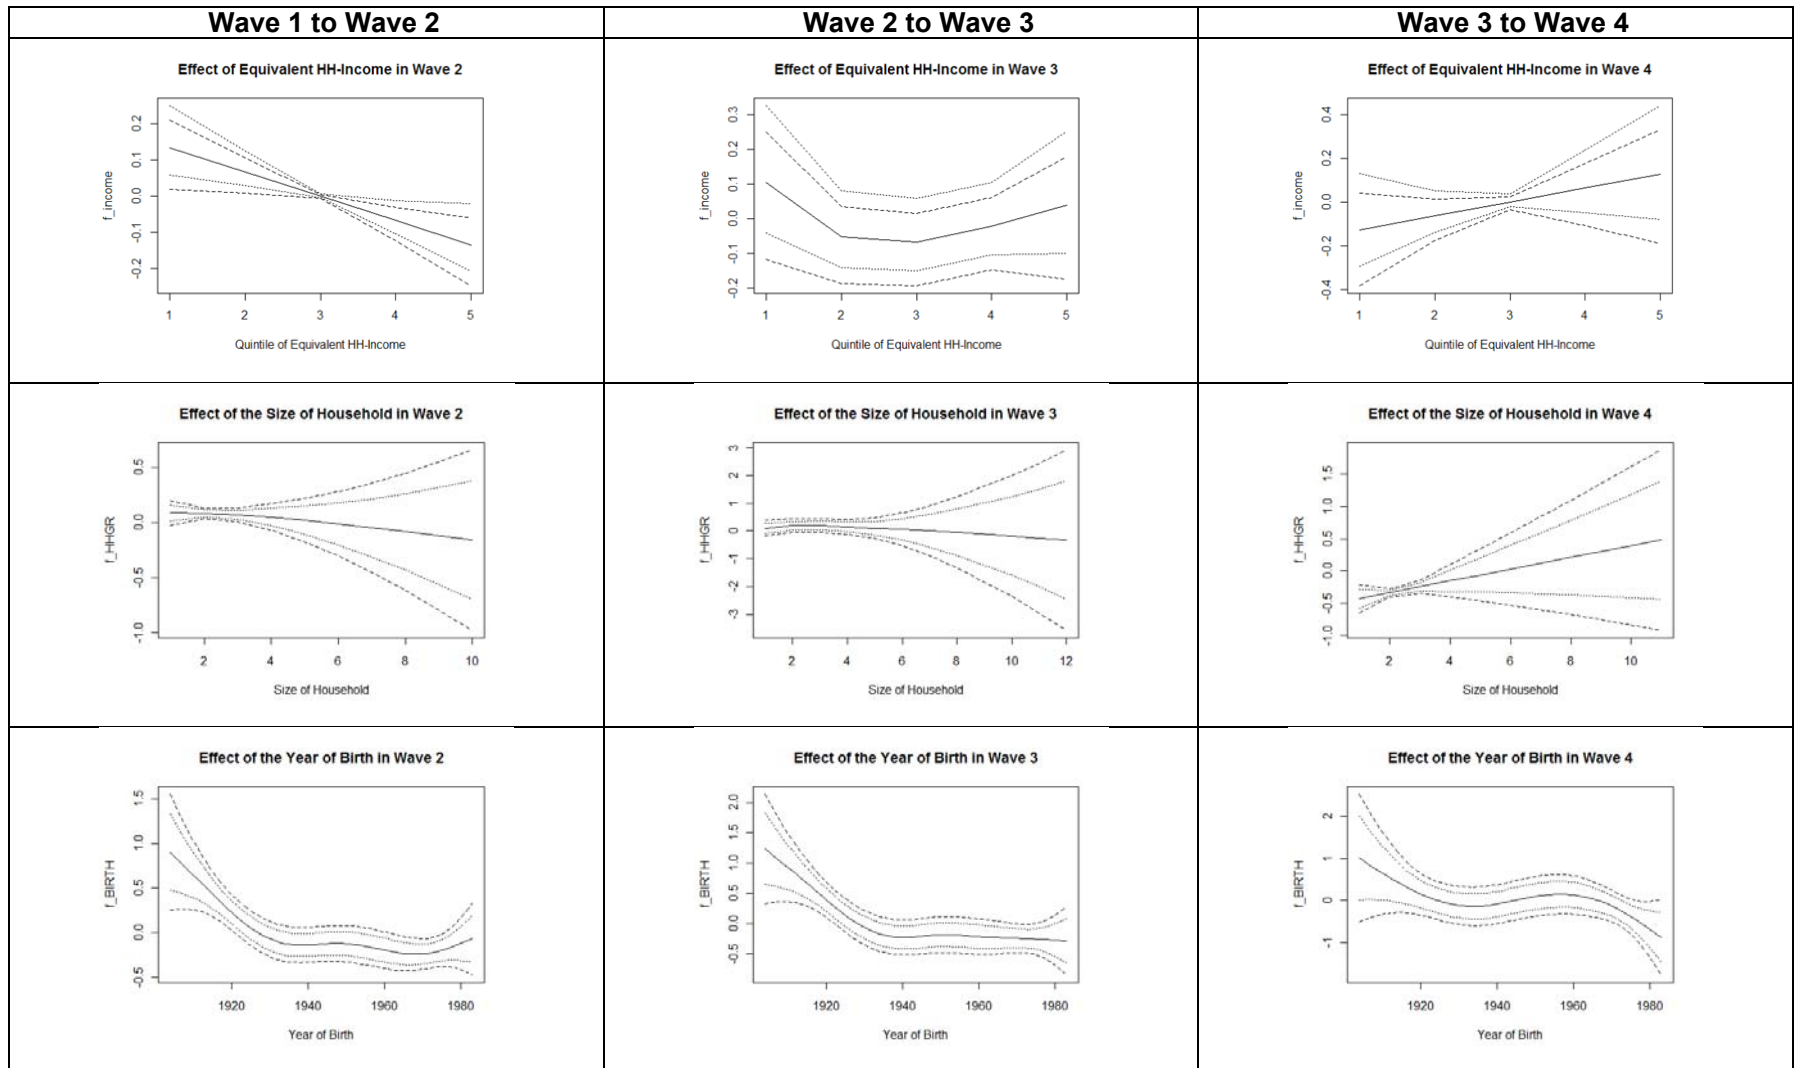 Wave 1 to Wave 2
Wave 2 to Wave 3
Wave 3 to Wave 4
Effect of Equivalent HH-Income in Wave 2
f_income
0.2
0.1
0.0
-0.1
-0.2
1 2 3 4 5
Quintile of Equivalent HH-Income
Effect of Equivalent HH-Income in Wave 3
f_income
0.3
0.2
0.1
0.0
-0.1
-0.2
1 2 3 4 5
Quintile of Equivalent HH-Income
Effect of Equivalent HH-Income in Wave 4
f_income
0.4
0.2
0.0
-0.2
-0.4
1 2 3 4 5
Quintile of Equivalent HH-Income
Effect of the Size of Household in Wave 2
f_HHGR
0.5
0.0
-0.5
-1.0
2 4 6 8 10
Size of Household
Effect of the Size of Household in Wave 3
f_HHGR
3
2
1
0
-1
-2
-3
2 4 6 8 10 12
Size of Household
Effect of the Size of Household in Wave 4
f_HHGR
1.5
1.0
0.5
0.0
-0.5
-1.0
2 4 6 8 10
Size of Household
Effect of the Year of Birth in Wave 2
f_BIRTH
1.5
1.0
0.5
0.0
-0.5
1920 1940 1960 1980
Year of Birth
Effect of the Year of Birth in Wave 3
f_BIRTH
2.0
1.5
1.0
0.5
0.0
-0.5
1920 1940 1960 1980
Year of Birth
Effect of the Year of Birth in Wave 4
f_BIRTH
2
1
0
-1
1920 1940 1960 1980
Year of Birth